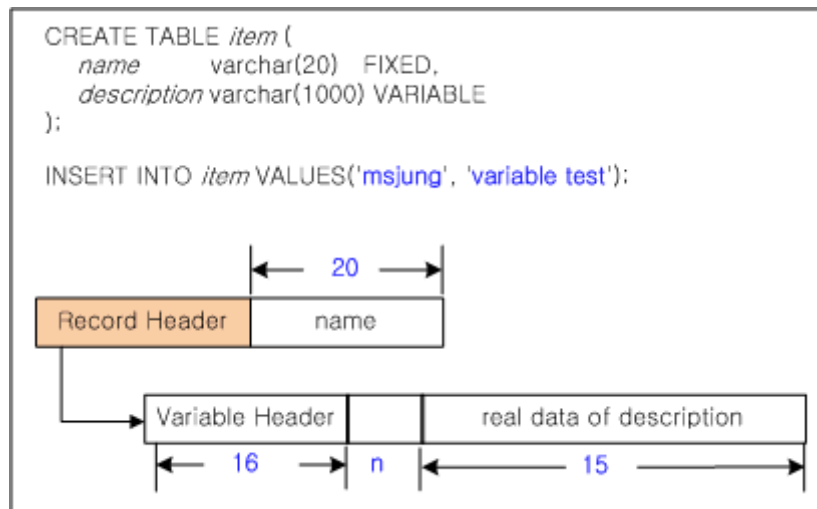 CREATE TABLE item (
name varchar(20) FIXED,
description varchar(1000) VARIABLE
);
INSERT INTO item VALUES('msjung', 'variable test');
20
Record Header name
Variable Header real data of description
16 n 15